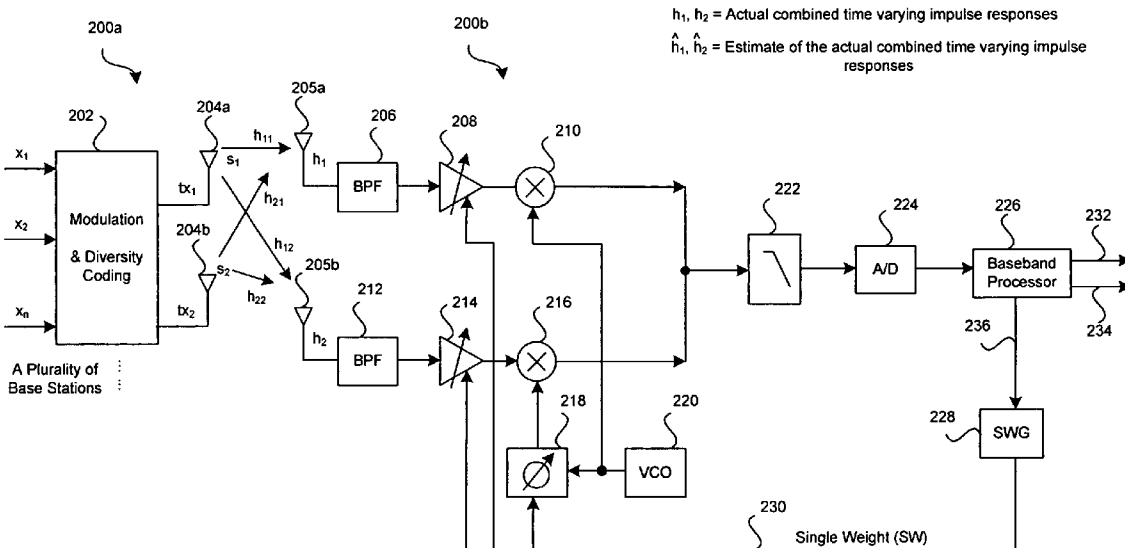 h1, h2 = Actual combined time varying impulse responses
ĥ1, ĥ2 = Estimate of the actual combined time varying impulse
responses
200a
200b
202
204a
205a
206
208
210
x1
x2
xn
Modulation
& Diversity
Coding
tx1
tx2
s1
s2
204b
h11
h21
h12
h22
h1
BPF
205b
212
214
216
h2
BPF
222
224
A/D
226
Baseband
Processor
232
234
236
A Plurality of
Base Stations
218
220
VCO
228
SWG
230
Single Weight (SW)